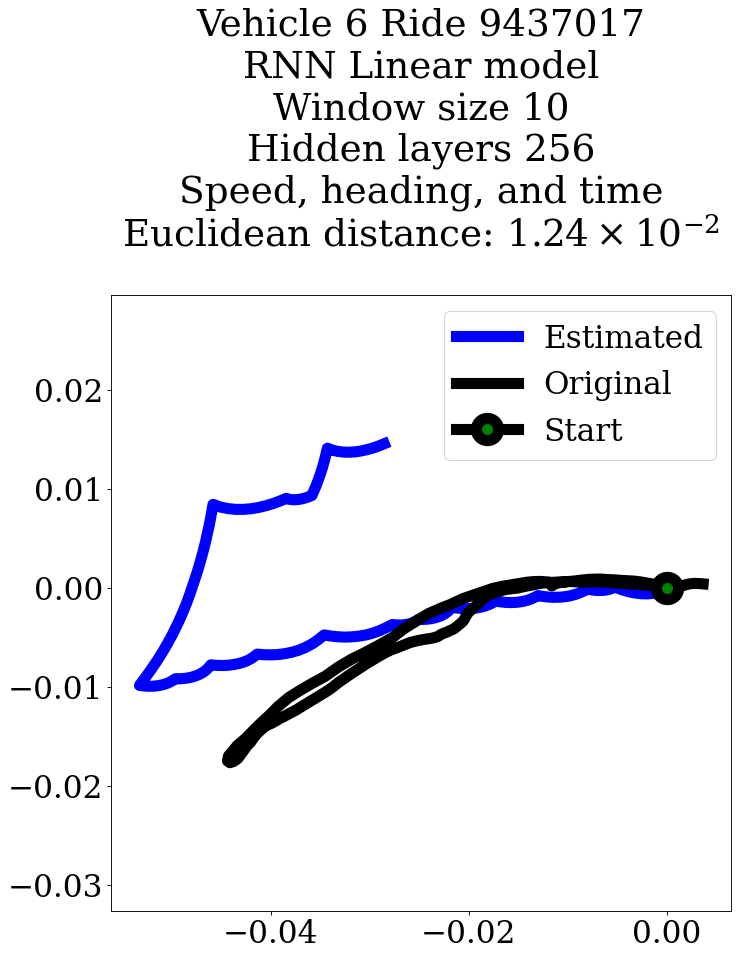 Vehicle 6 Ride 9437017
RNN Linear model
Window size 10
Hidden layers 256
Speed, heading, and time
Euclidean distance: 1.24 × 10⁻²
Estimated
Original
Start
0.02
0.01
0.00
−0.01
−0.02
−0.03
−0.04
−0.02
0.00